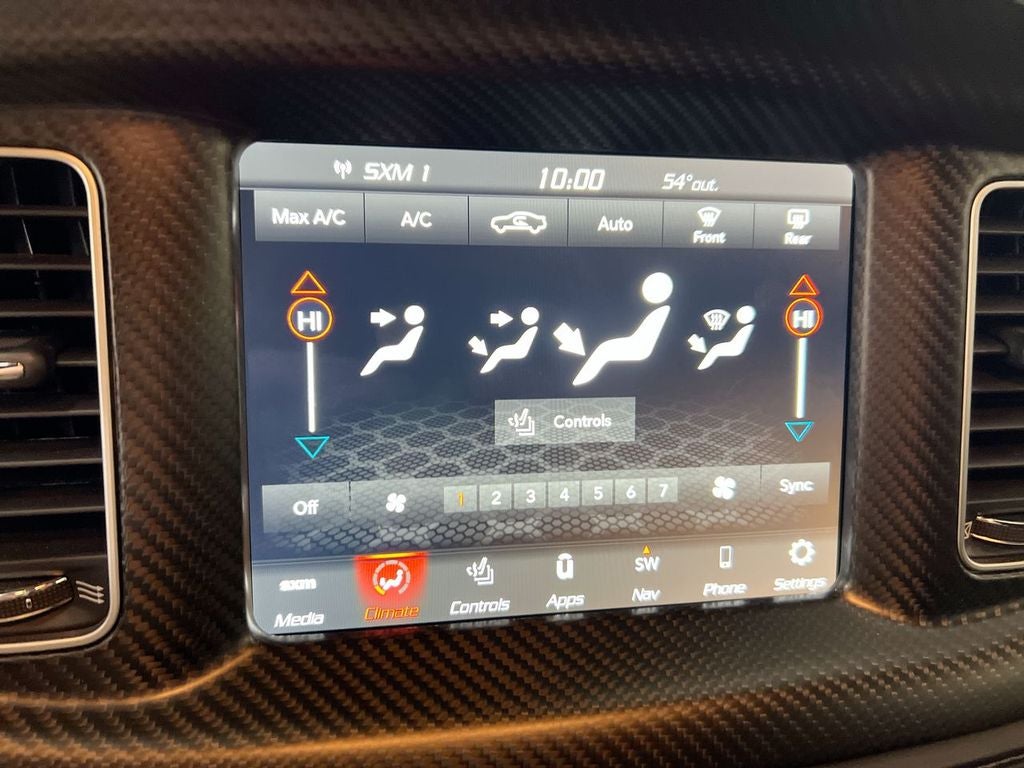 SXM 1 10:00 54° out.
Max A/C A/C Auto Front Rear
HI HI
Controls
Off 1 2 3 4 5 6 7 Sync
sxm SW
Media Climate Controls Apps Nav Phone Settings